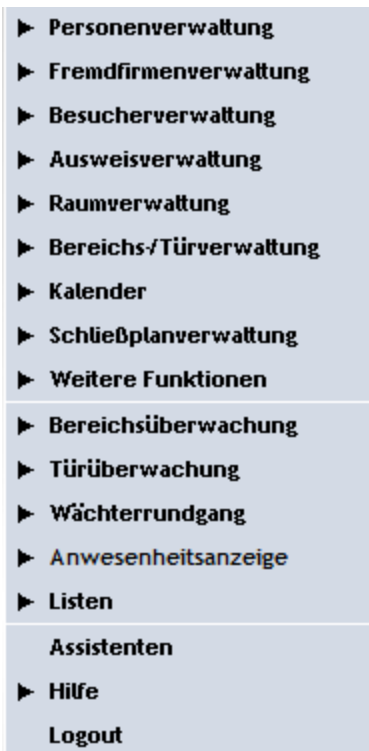 Personenverwaltung
Fremdfirmenverwaltung
Besucherverwaltung
Ausweisverwaltung
Raumverwaltung
Bereichs-/Türverwaltung
Kalender
Schließplanverwaltung
Weitere Funktionen
Bereichsüberwachung
Türüberwachung
Wächterrundgang
Anwesenheitsanzeige
Listen
Assistenten
Hilfe
Logout